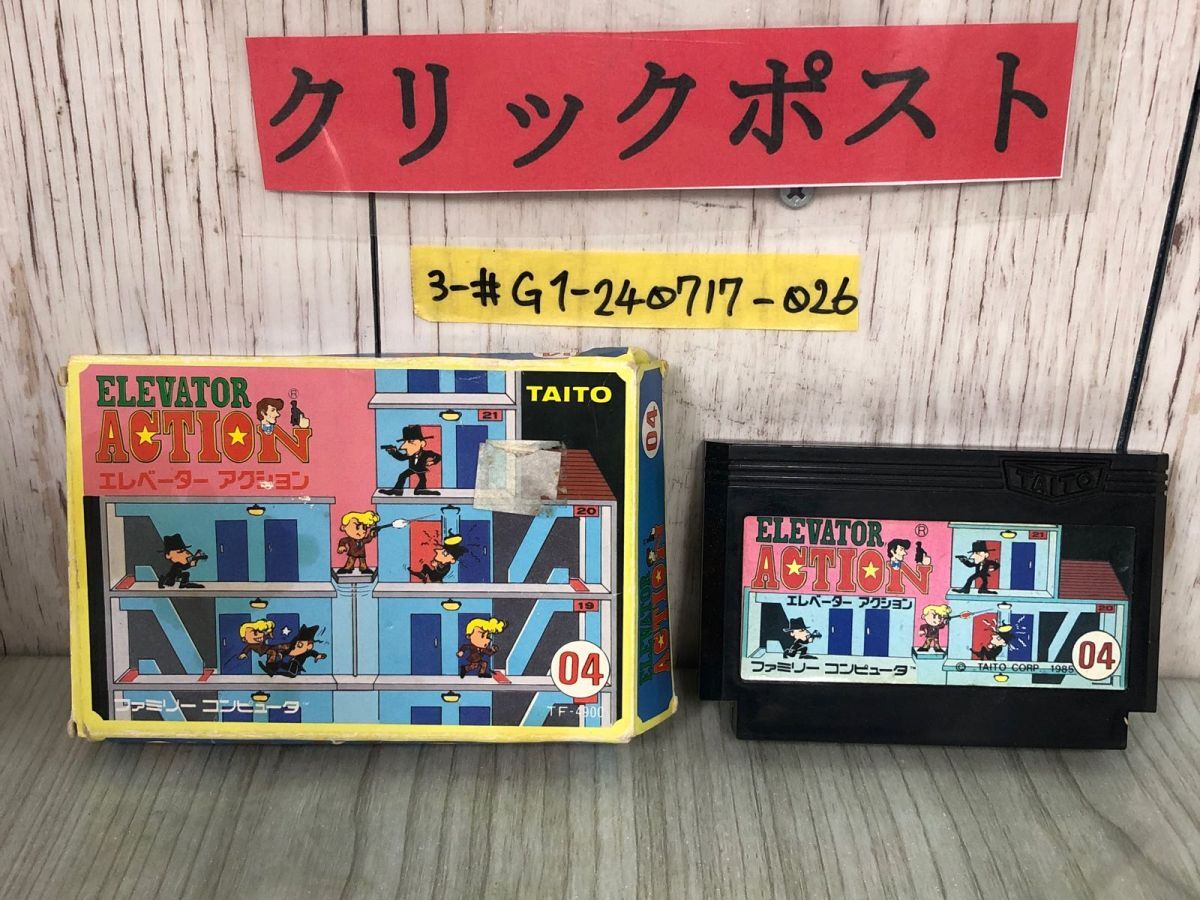 クリックポスト
3-#G1-240717-026
ELEVATOR
ACTION
®
エレベーター アクション
TAITO
21
20
19
04
ファミリー コンピュータ
TF-4900
04
ELEVATOR
ACTION
TAITO
ELEVATOR
ACTION
®
エレベーター アクション
21
20
ファミリー コンピュータ
© TAITO CORP. 1985
04